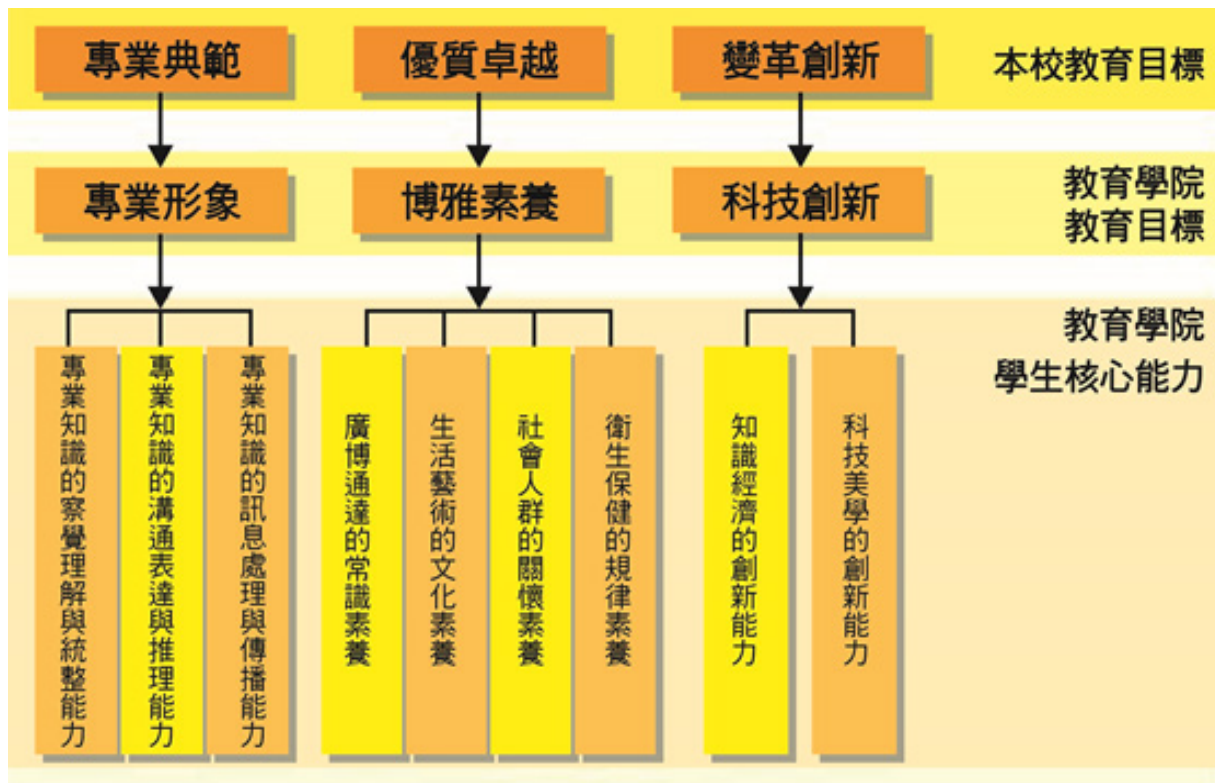 專業典範
優質卓越
變革創新
本校教育目標
專業形象
博雅素養
科技創新
教育學院
教育目標
教育學院
學生核心能力
專業知識的察覺理解與統整能力
專業知識的溝通表達與推理能力
專業知識的訊息處理與傳播能力
廣博通達的常識素養
生活藝術的文化素養
社會人群的關懷素養
衛生保健的規律素養
知識經濟的創新能力
科技美學的創新能力